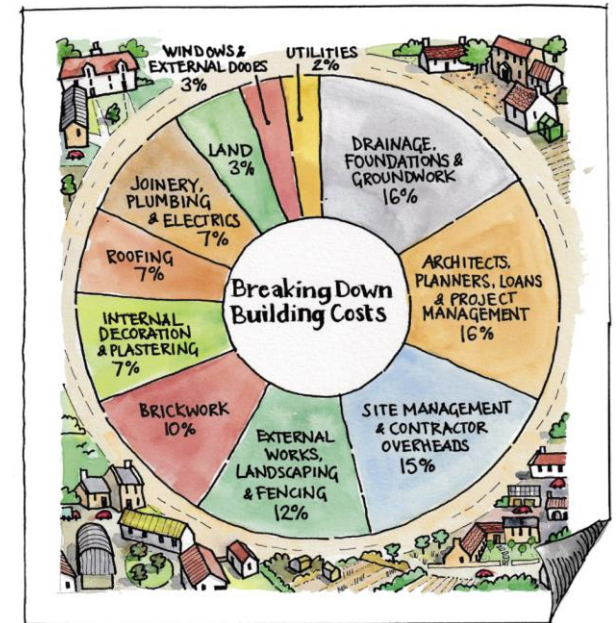 Breaking Down
Building Costs
DRAINAGE,
FOUNDATIONS &
GROUNDWORK
16%
ARCHITECTS,
PLANNERS, LOANS
& PROJECT
MANAGEMENT
16%
SITE MANAGEMENT
& CONTRACTOR
OVERHEADS
15%
EXTERNAL
WORKS,
LANDSCAPING
& FENCING
12%
BRICKWORK
10%
INTERNAL
DECORATION
& PLASTERING
7%
ROOFING
7%
JOINERY,
PLUMBING
& ELECTRICS
7%
LAND
3%
WINDOWS &
EXTERNAL DOORS
3%
UTILITIES
2%